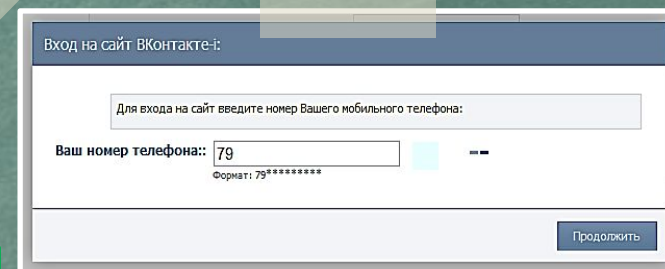 Вход на сайт ВКонтакте-i:
Для входа на сайт введите номер Вашего мобильного телефона:
Ваш номер телефона:: 79
Формат: 79*********
Продолжить